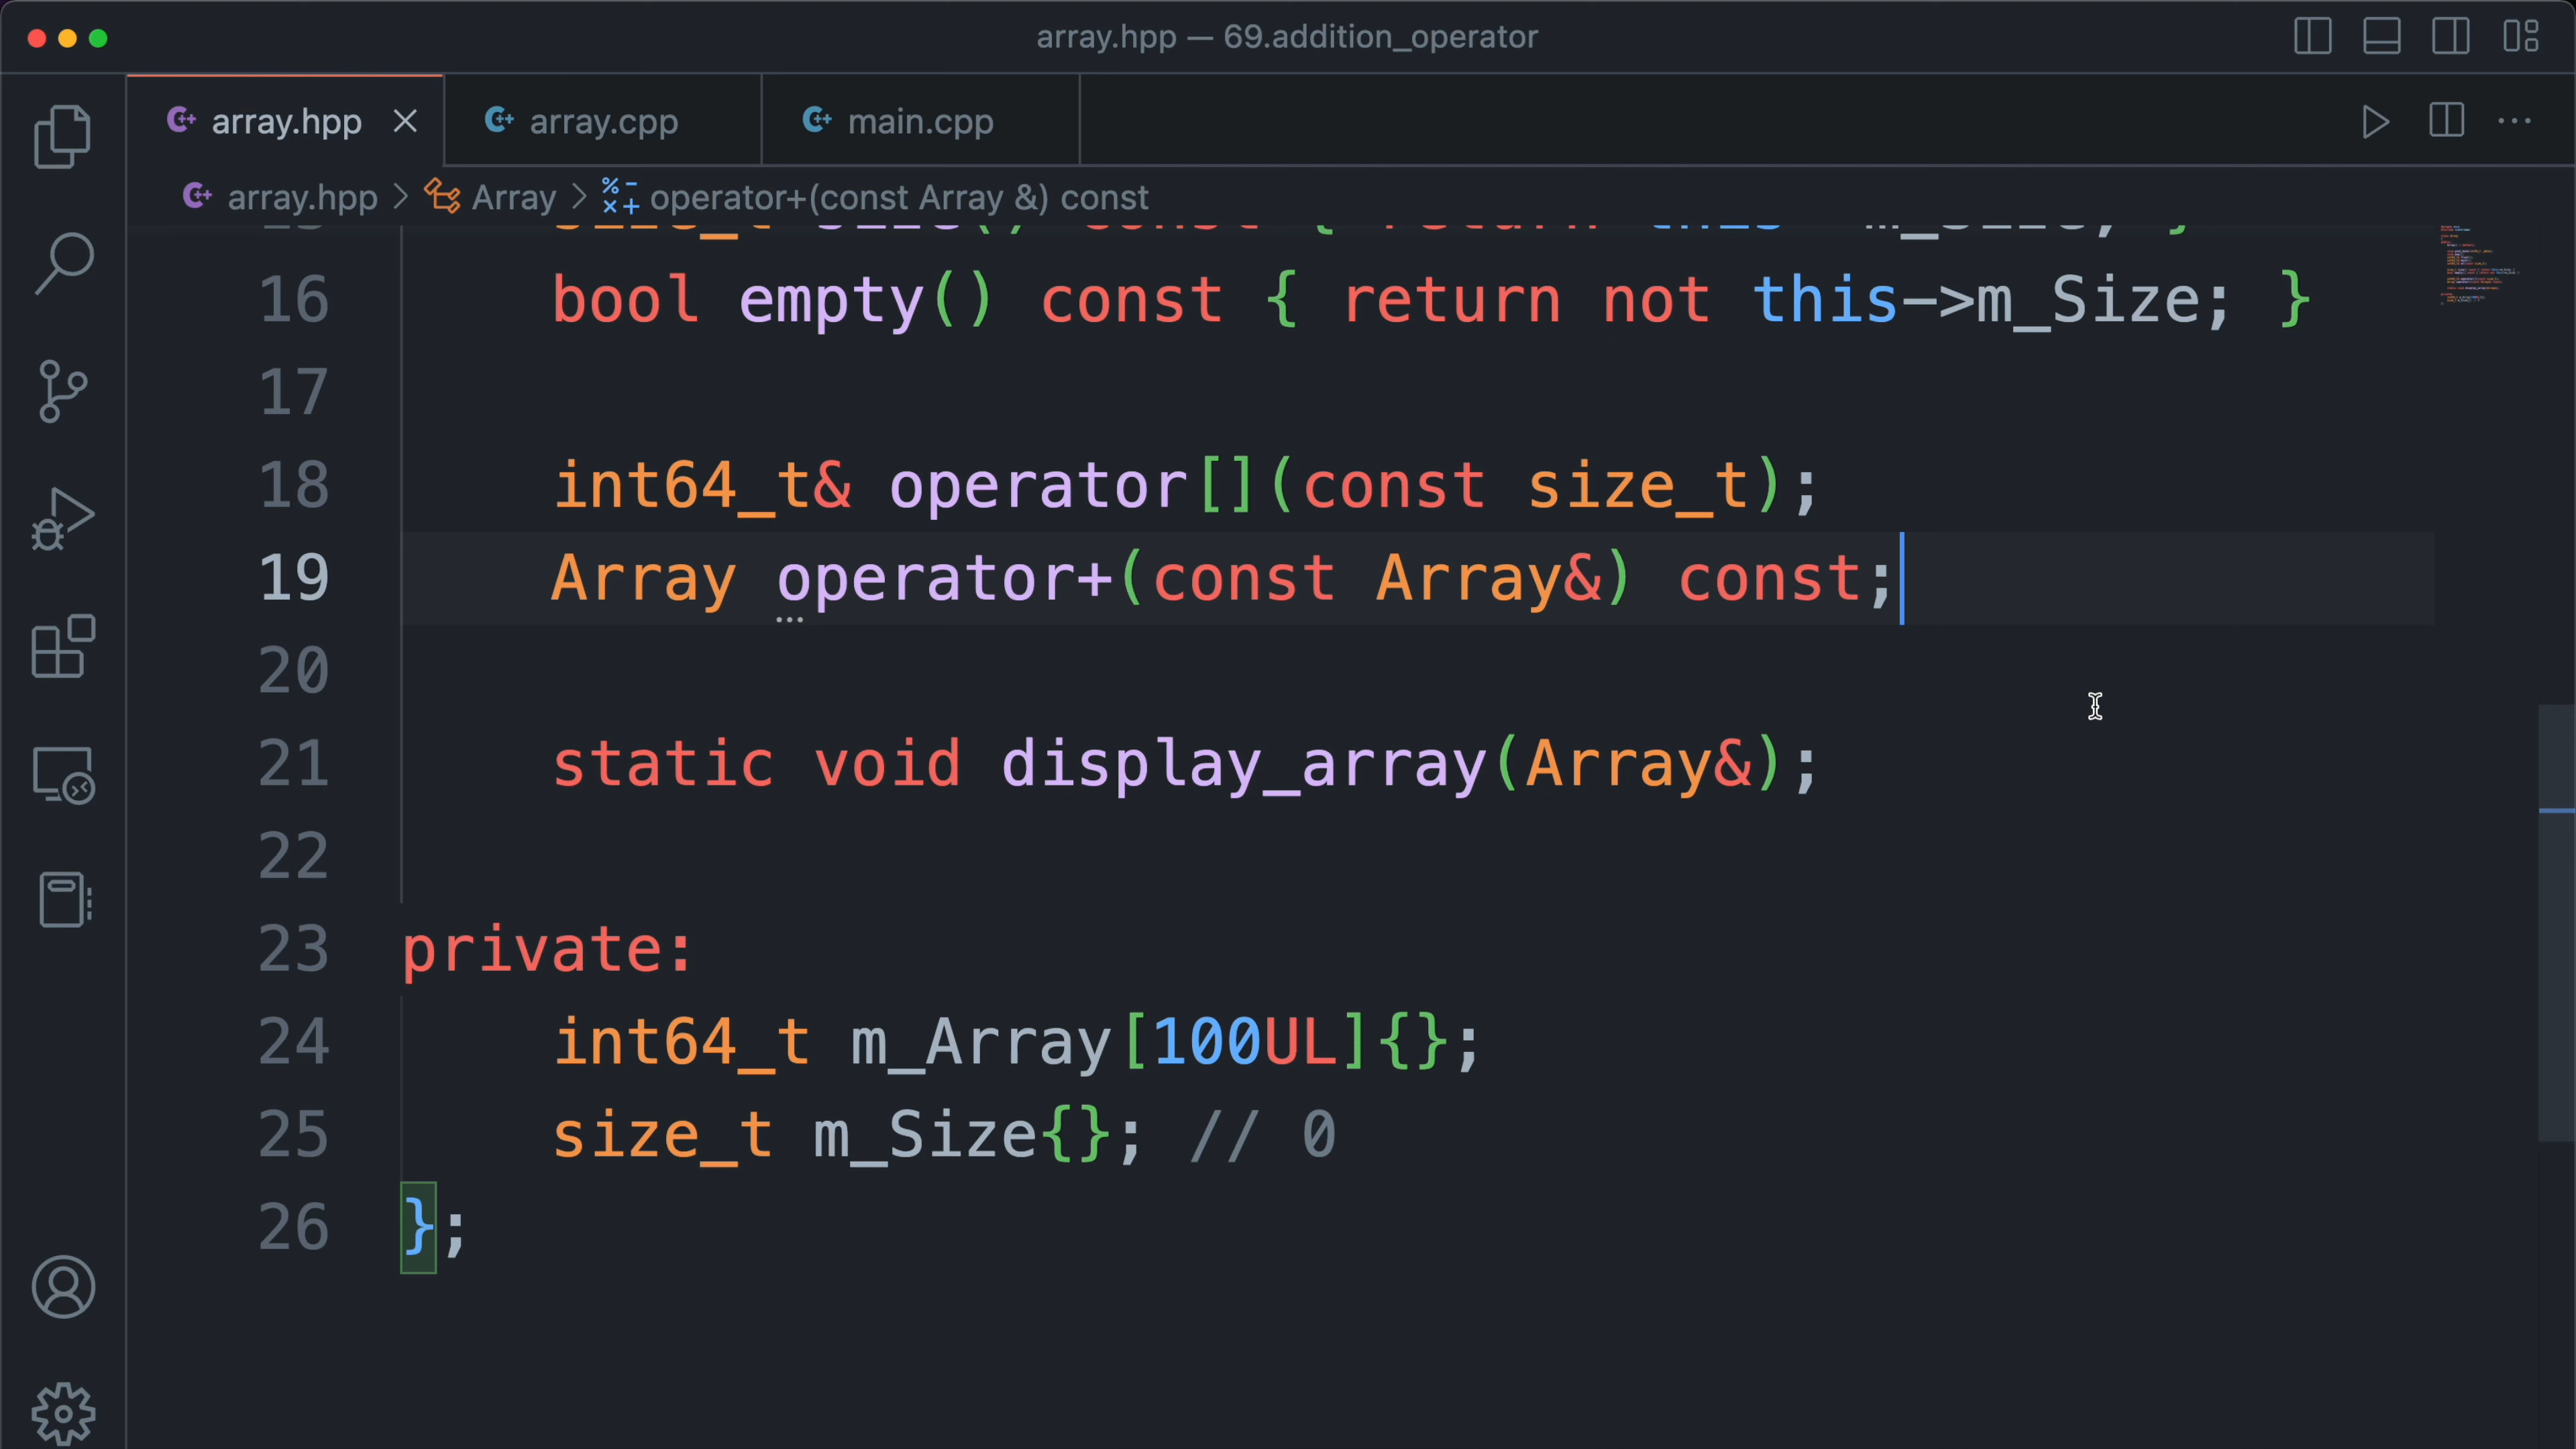 array.hpp — 69.addition_operator
array.hpp
array.cpp
main.cpp
array.hpp > Array > operator+(const Array &) const
16 bool empty() const { return not this->m_Size; }
17
18 int64_t& operator[](const size_t);
19 Array operator+(const Array&) const;
20
21 static void display_array(Array&);
22
23 private:
24 int64_t m_Array[100UL]{};
25 size_t m_Size{}; // 0
26 };